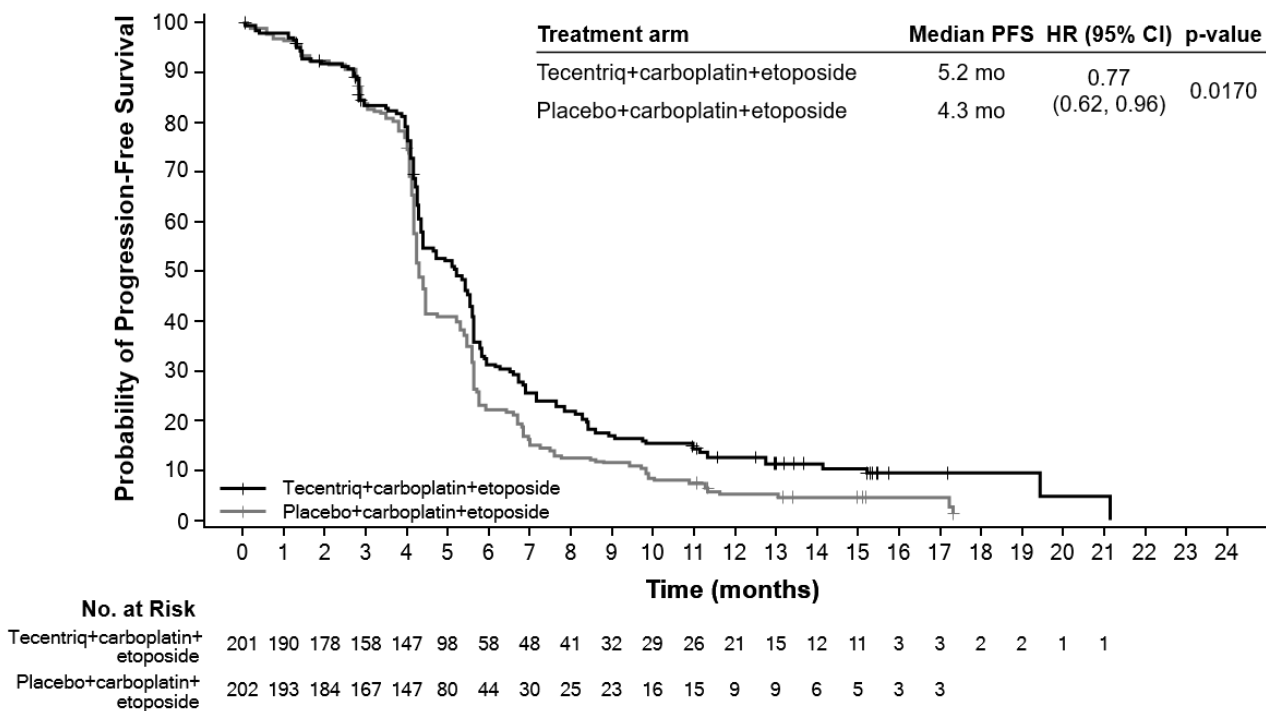 Probability of Progression-Free Survival
100
90
80
70
60
50
40
30
20
10
0
Treatment arm Median PFS HR (95% CI) p-value
Tecentriq+carboplatin+etoposide 5.2 mo 0.77 (0.62, 0.96) 0.0170
Placebo+carboplatin+etoposide 4.3 mo
Tecentriq+carboplatin+etoposide
Placebo+carboplatin+etoposide
0 1 2 3 4 5 6 7 8 9 10 11 12 13 14 15 16 17 18 19 20 21 22 23 24
Time (months)
No. at Risk
Tecentriq+carboplatin+
etoposide 201 190 178 158 147 98 58 48 41 32 29 26 21 15 12 11 3 3 2 2 1 1
Placebo+carboplatin+
etoposide 202 193 184 167 147 80 44 30 25 23 16 15 9 9 6 5 3 3